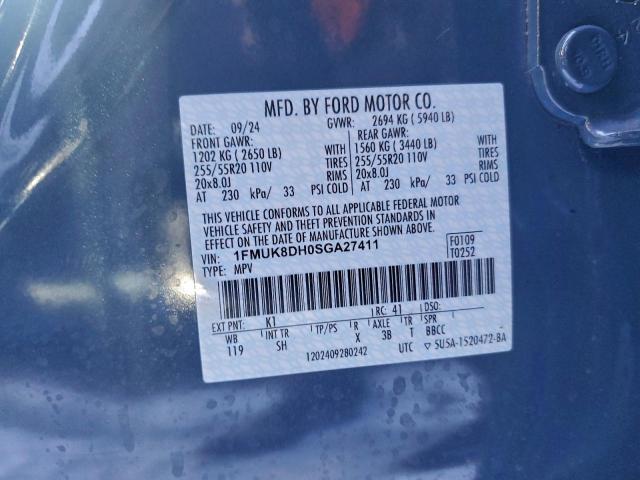 MFD. BY FORD MOTOR CO.
DATE: 09/24 GVWR: 2694 KG ( 5940 LB)
FRONT GAWR: REAR GAWR:
1202 KG ( 2650 LB) WITH 1560 KG ( 3440 LB) WITH
255/55R20 110V TIRES 255/55R20 110V TIRES
20x8.0J RIMS 20x8.0J RIMS
AT 230 kPa/ 33 PSI COLD AT 230 kPa/ 33 PSI COLD
THIS VEHICLE CONFORMS TO ALL APPLICABLE FEDERAL MOTOR
VEHICLE SAFETY AND THEFT PREVENTION STANDARDS IN
EFFECT ON THE DATE OF MANUFACTURE SHOWN ABOVE.
VIN: 1FMUK8DH0SGA27411 F0109
TYPE: MPV T0252
EXT PNT: K1 RC: 41 DSO:
WB INT TR TP/PS R AXLE TR SPR
119 SH X 3B T BBCC
1202409280242 UTC ▽ SU5A-1520472-BA